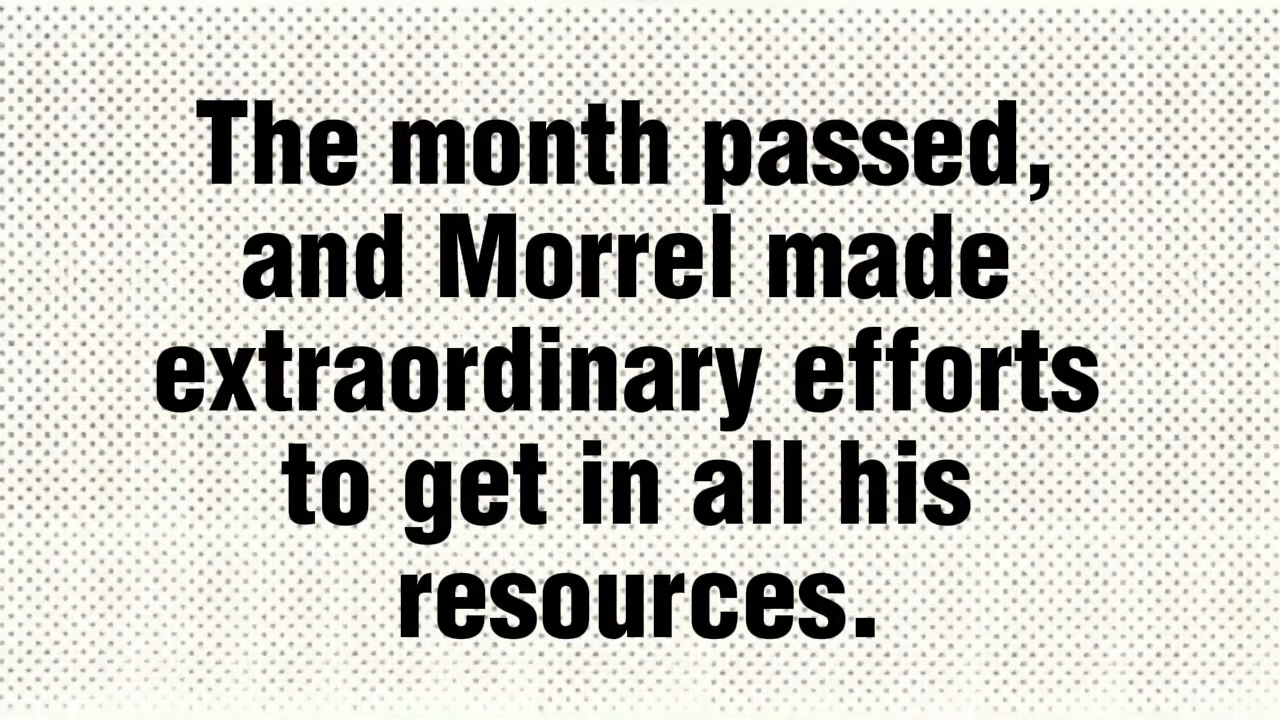 The month passed,
and Morrel made
extraordinary efforts
to get in all his
resources.